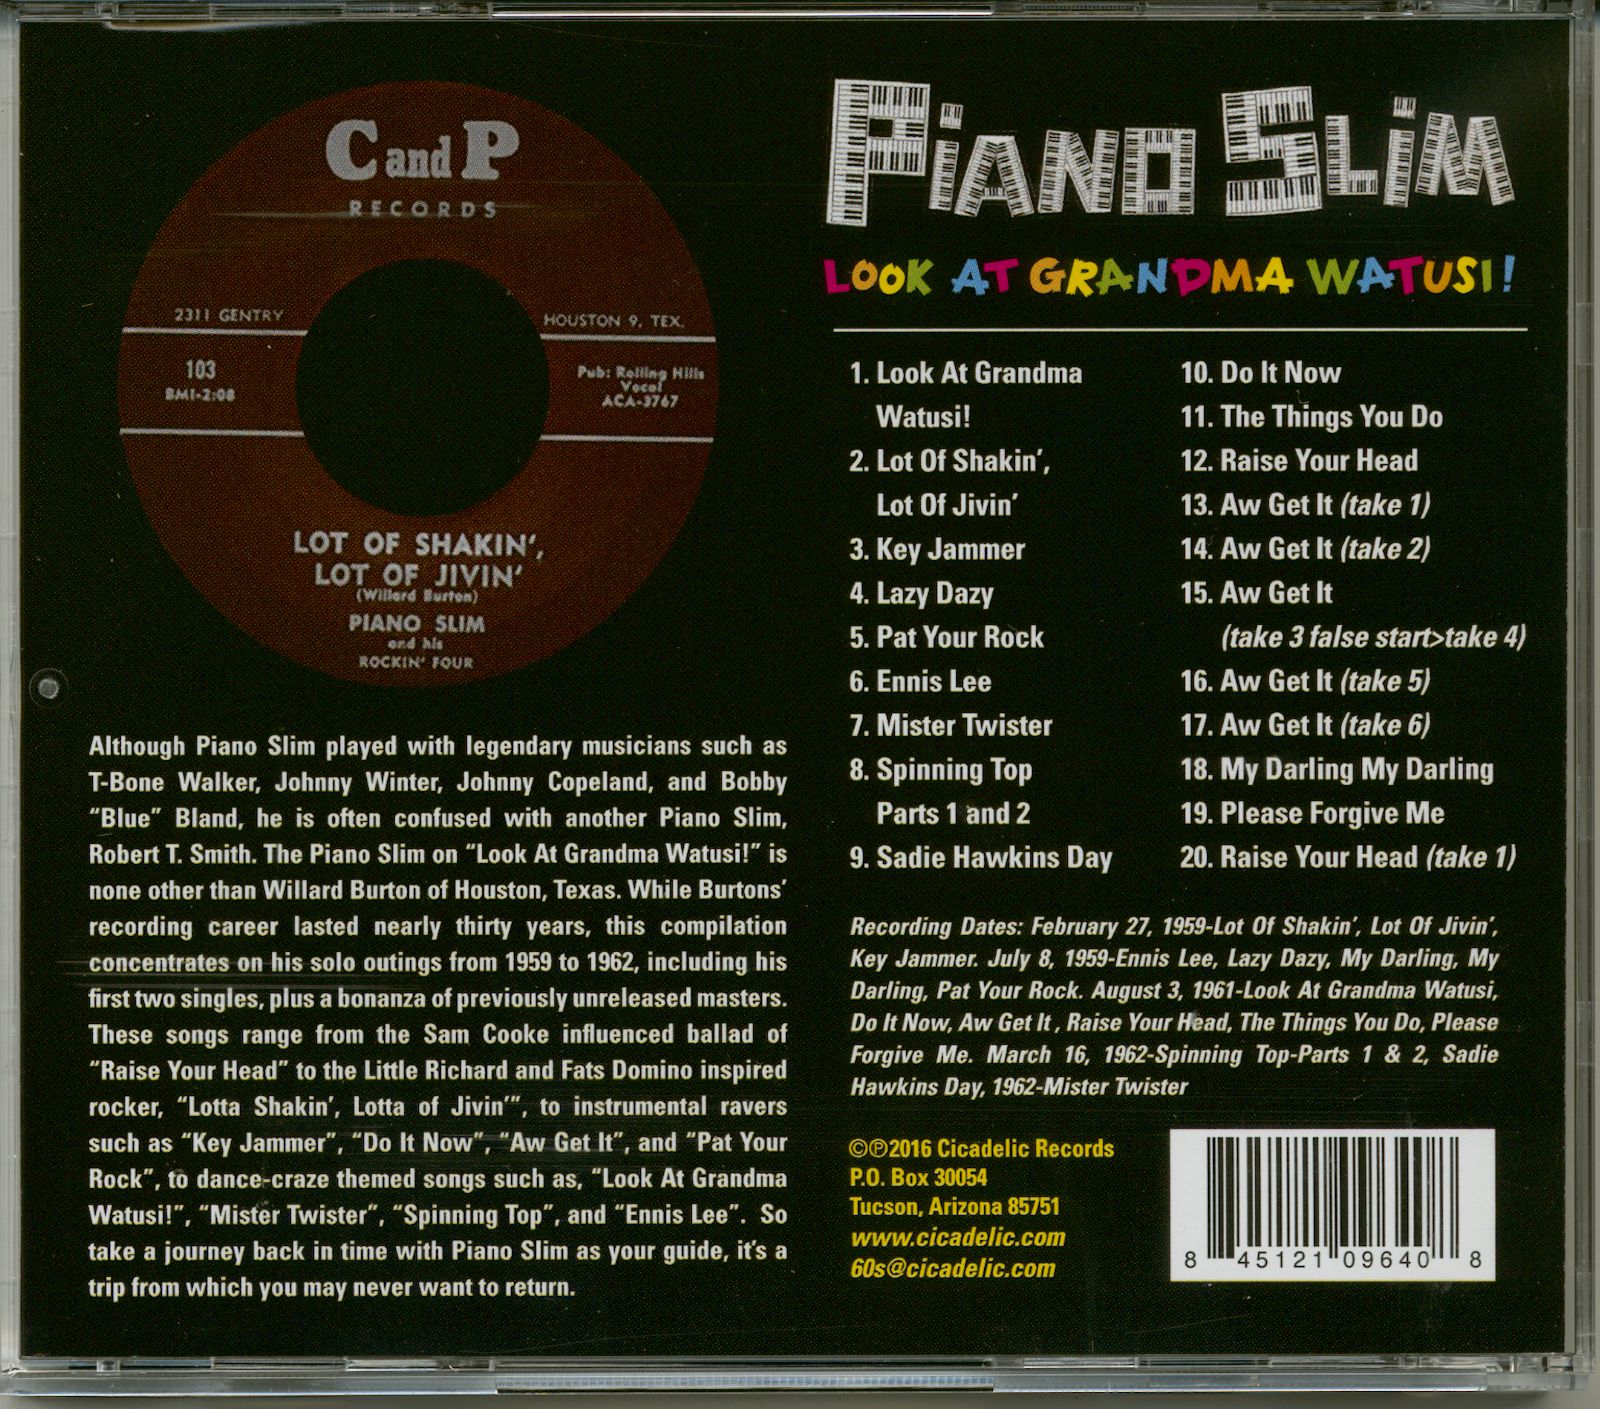 C and P
RECORDS
2311 GENTRY
HOUSTON 9, TEX.
103
BMI-2:08
Pub: Rolling Hills
Vocal
ACA-3767
LOT OF SHAKIN',
LOT OF JIVIN'
(Willard Burton)
PIANO SLIM
and his
ROCKIN' FOUR
Although Piano Slim played with legendary musicians such as
T-Bone Walker, Johnny Winter, Johnny Copeland, and Bobby
“Blue” Bland, he is often confused with another Piano Slim,
Robert T. Smith. The Piano Slim on “Look At Grandma Watusi!” is
none other than Willard Burton of Houston, Texas. While Burtons’
recording career lasted nearly thirty years, this compilation
concentrates on his solo outings from 1959 to 1962, including his
first two singles, plus a bonanza of previously unreleased masters.
These songs range from the Sam Cooke influenced ballad of
“Raise Your Head” to the Little Richard and Fats Domino inspired
rocker, “Lotta Shakin’, Lotta of Jivin’”, to instrumental ravers
such as “Key Jammer”, “Do It Now”, “Aw Get It”, and “Pat Your
Rock”, to dance-craze themed songs such as, “Look At Grandma
Watusi!”, “Mister Twister”, “Spinning Top”, and “Ennis Lee”. So
take a journey back in time with Piano Slim as your guide, it’s a
trip from which you may never want to return.
PIANO SLIM
LOOK AT GRANDMA WATUSI!
1. Look At Grandma
Watusi!
2. Lot Of Shakin’,
Lot Of Jivin’
3. Key Jammer
4. Lazy Dazy
5. Pat Your Rock
6. Ennis Lee
7. Mister Twister
8. Spinning Top
Parts 1 and 2
9. Sadie Hawkins Day
10. Do It Now
11. The Things You Do
12. Raise Your Head
13. Aw Get It (take 1)
14. Aw Get It (take 2)
15. Aw Get It
(take 3 false start>take 4)
16. Aw Get It (take 5)
17. Aw Get It (take 6)
18. My Darling My Darling
19. Please Forgive Me
20. Raise Your Head (take 1)
Recording Dates: February 27, 1959-Lot Of Shakin’, Lot Of Jivin’,
Key Jammer. July 8, 1959-Ennis Lee, Lazy Dazy, My Darling, My
Darling, Pat Your Rock. August 3, 1961-Look At Grandma Watusi,
Do It Now, Aw Get It , Raise Your Head, The Things You Do, Please
Forgive Me. March 16, 1962-Spinning Top-Parts 1 & 2, Sadie
Hawkins Day, 1962-Mister Twister
©℗2016 Cicadelic Records
P.O. Box 30054
Tucson, Arizona 85751
www.cicadelic.com
60s@cicadelic.com
8 45121 09640 8